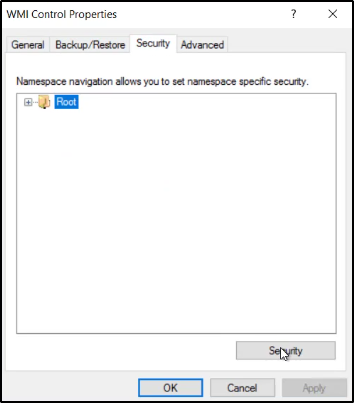 WMI Control Properties
General Backup/Restore Security Advanced
Namespace navigation allows you to set namespace specific security.
Root
Security
OK Cancel Apply